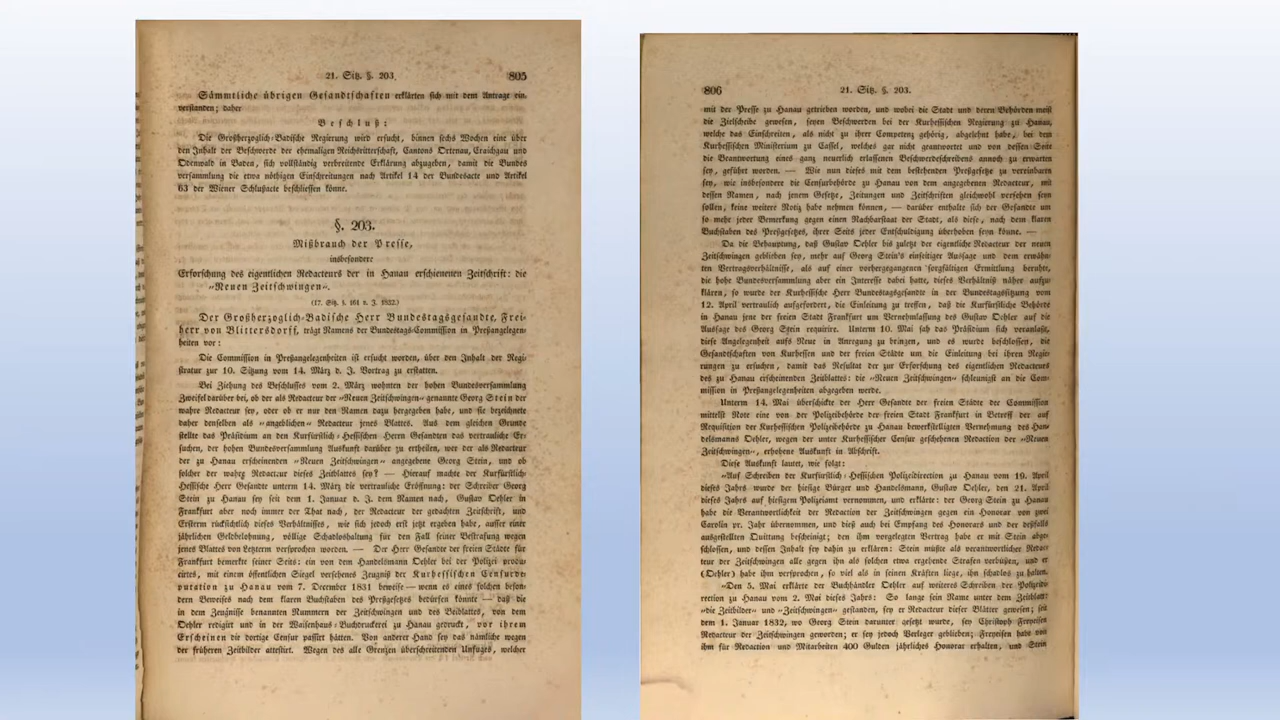 21. Sitz. §. 203. 805
Sämmtliche übrigen Gesandtschaften erklärten sich mit dem Antrage ein-
verstanden; daher
Beschluß:
Die Großherzoglich-Badische Regierung wird ersucht, binnen sechs Wochen eine über
den Inhalt der Beschwerde der ehemaligen Reichsritterschaft, Cantons Ortenau, Craichgau und
Odenwald in Baden, sich vollständig verbreitende Erklärung abzugeben, damit die Bundes
versammlung die etwa nöthigen Einschreitungen nach Artikel 14 der Bundesacte und Artikel
63 der Wiener Schlußacte beschliessen könne.
§. 203.
Mißbrauch der Presse,
insbesondere
Erforschung des eigentlichen Redacteurs der in Hanau erschienenen Zeitschrift: die
»Neuen Zeitschwingen«.
(17. Sitz. §. 161 v. J. 1832.)
Der Großherzoglich-Badische Herr Bundestagsgesandte, Frei-
herr von Blittersdorff, trägt Namens der Bundestags-Commission in Preßangelegen-
heiten vor:
Die Commission in Preßangelegenheiten ist ersucht worden, über den Inhalt der Regi-
stratur zur 10. Sitzung vom 14. März d. J. Vortrag zu erstatten.
Bei Ziehung des Beschlusses vom 2. März wohnten der hohen Bundesversammlung
Zweifel darüber bei, ob der als Redacteur der »Neuen Zeitschwingen« genannte Georg Stein der
wahre Redacteur sey, oder ob er nur den Namen dazu hergegeben habe, und sie bezeichnete
daher denselben als »angeblichen« Redacteur jenes Blattes. Aus dem gleichen Grunde
stellte das Präsidium an den Kurfürstlich-Hessischen Herrn Gesandten das vertrauliche Er-
suchen, der hohen Bundesversammlung Auskunft darüber zu ertheilen, wer der als Redacteur
der zu Hanau erscheinenden »Neuen Zeitschwingen« angegebene Georg Stein, und ob
solcher der wahre Redacteur dieses Zeitblattes sey? — Hierauf machte der Kurfürstlich-
Hessische Herr Gesandte unterm 14. März die vertrauliche Eröffnung: der Schreiber Georg
Stein zu Hanau sey seit dem 1. Januar d. J. dem Namen nach, Gustav Oehler in
Frankfurt aber noch immer der That nach, der Redacteur der gedachten Zeitschrift, und
Ersterm rücksichtlich dieses Verhältnisses, wie sich jedoch erst jetzt ergeben habe, ausser einer
jährlichen Geldbelohnung, völlige Schadloshaltung für den Fall seiner Bestrafung wegen
jenes Blattes von Letzterm versprochen worden. — Der Herr Gesandte der freien Städte für
Frankfurt bemerkte seiner Seits: ein von dem Handelsmann Oehler bei der Polizei produ-
cirtes, mit einem öffentlichen Siegel versehenes Zeugniß der Kurhessischen Censurde-
putation zu Hanau vom 7. December 1831 beweise — wenn es eines solchen beson-
dern Beweises nach dem klaren Buchstaben des Preßgesetzes bedürfen könnte — daß die
in dem Zeugnisse benannten Nummern der Zeitschwingen und des Beiblattes, von dem
Oehler redigirt und in der Waisenhaus-Buchdruckerei zu Hanau gedruckt, vor ihrem
Erscheinen die dortige Censur passirt hätten. Von anderer Hand sey das nämliche wegen
der früheren Zeitbilder attestirt. Wegen des alle Grenzen überschreitenden Unfuges, welcher
806 21. Sitz. §. 203.
mit der Presse zu Hanau getrieben worden, und wobei die Stadt und deren Behörden meist
die Zielscheibe gewesen, seyen Beschwerden bei der Kurhessischen Regierung zu Hanau,
welche das Einschreiten, als nicht zu ihrer Competenz gehörig, abgelehnt habe, bei dem
Kurhessischen Ministerium zu Cassel, welches gar nicht geantwortet und von dessen Seite
die Beantwortung eines ganz neuerlich erlassenen Beschwerdeschreibens annoch zu erwarten
sey, geführt worden. — Wie nun dieses mit dem bestehenden Preßgesetze zu vereinbaren
sey, wie insbesondere die Censurbehörde zu Hanau von dem angegebenen Redacteur, mit
dessen Namen, nach jenem Gesetze, Zeitungen und Zeitschriften gleichwohl versehen seyn
sollen, keine weitere Notiz habe nehmen können, — darüber enthalte sich der Gesandte um
so mehr jeder Bemerkung gegen einen Nachbarstaat der Stadt, als diese, nach dem klaren
Buchstaben des Preßgesetzes, ihrer Seits jeder Entschuldigung überhoben seyn könne. —
Da die Behauptung, daß Gustav Oehler bis zuletzt der eigentliche Redacteur der neuen
Zeitschwingen geblieben sey, mehr auf Georg Stein's einseitiger Aussage und dem erwähn-
ten Vertragsverhältnisse, als auf einer vorhergegangenen sorgfältigen Ermittlung beruht,
die hohe Bundesversammlung aber ein Interesse dabei hatte, dieses Verhältniß näher aufzu-
klären, so wurde der Kurhessische Herr Bundestagsgesandte in der Bundestagssitzung vom
12. April vertraulich aufgefordert, die Einleitung zu treffen, daß die Kurfürstliche Behörde
in Hanau jene der freien Stadt Frankfurt um Vernehmlassung des Gustav Oehler auf die
Aussage des Georg Stein requirire. Unterm 10. Mai sah das Präsidium sich veranlaßt,
diese Angelegenheit aufs Neue in Anregung zu bringen, und es wurde beschlossen, die
Gesandtschaften von Kurhessen und der freien Städte um die Einleitung bei ihren Regie-
rungen zu ersuchen, damit das Resultat der zur Erforschung des eigentlichen Redacteurs
des zu Hanau erscheinenden Zeitblattes: die »Neuen Zeitschwingen« schleunigst an die Com-
mission in Preßangelegenheiten abgegeben werde.
Unterm 14. Mai überschickte der Herr Gesandte der freien Städte der Commission
mittelst Note eine von der Polizeibehörde der freien Stadt Frankfurt in Betreff der auf
Requisition der Kurhessischen Polizeibehörde zu Hanau bewerkstelligten Vernehmung des Han-
delsmanns Oehler, wegen der unter Kurhessischer Censur geschehenen Redaction der »Neuen
Zeitschwingen«, erhobene Auskunft in Abschrift.
Diese Auskunft lautet, wie folgt:
»Auf Schreiben der Kurfürstlich-Hessischen Polizeidirection zu Hanau vom 19. April
dieses Jahrs wurde der hiesige Bürger und Handelsmann, Gustav Oehler, den 21. April
dieses Jahrs auf hiesigem Polizeiamt vernommen, und erklärte: der Georg Stein zu Hanau
habe die Verantwortlichkeit der Redaction der Zeitschwingen gegen ein Honorar von zwei
Carolin pr. Jahr übernommen, und dieß auch bei Empfang des Honorars und der deßfalls
ausgestellten Quittung bescheinigt; den ihm vorgelegten Vertrag habe er mit Stein abge-
schlossen, und dessen Inhalt sey dahin zu erklären: Stein müßte als verantwortlicher Redac-
teur der Zeitschwingen alle gegen ihn als solchen etwa ergehende Strafen verbüßen, und er
(Oehler) habe ihm versprochen, so viel als in seinen Kräften liege, ihn schadlos zu halten.
»Den 5. Mai erklärte der Buchhändler Oehler auf weiteres Schreiben der Polizeidi-
rection zu Hanau vom 2. Mai dieses Jahrs: So lange sein Name unter dem Zeitblatt:
»die Zeitbilder« und »Zeitschwingen« gestanden, sey er Redacteur dieser Blätter gewesen; seit
dem 1. Januar 1832, wo Georg Stein darunter gesetzt wurde, sey Christoph Freyeisen
Redacteur der Zeitschwingen geworden; er sey jedoch Verleger geblieben; Freyeisen habe von
ihm für Redaction und Mitarbeiten 400 Gulden jährliches Honorar erhalten, und Stein